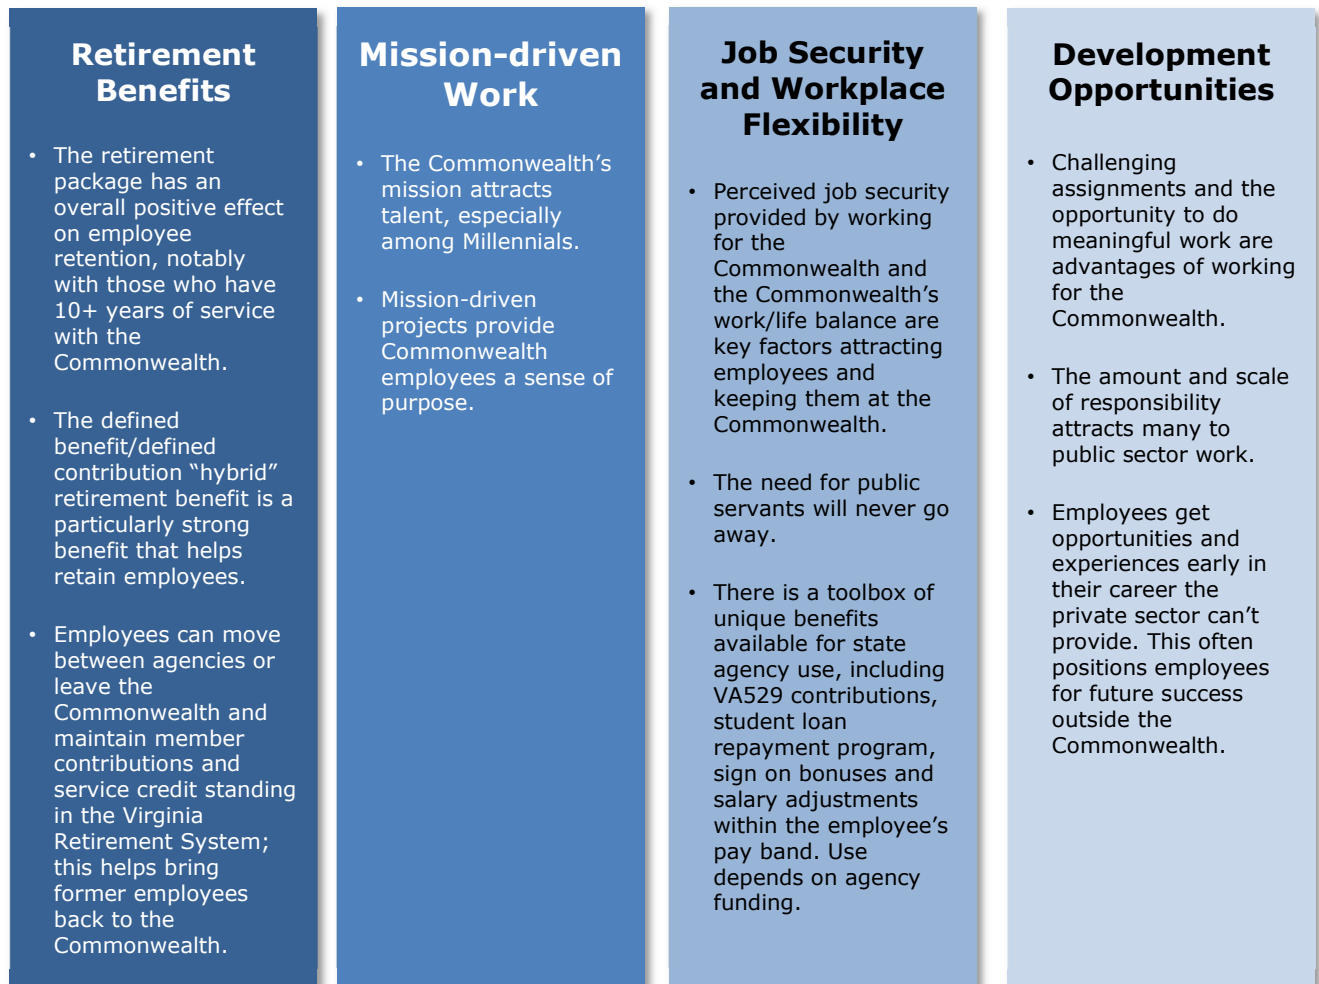 Retirement
Benefits
• The retirement
package has an
overall positive effect
on employee
retention, notably
with those who have
10+ years of service
with the
Commonwealth.
• The defined
benefit/defined
contribution “hybrid”
retirement benefit is a
particularly strong
benefit that helps
retain employees.
• Employees can move
between agencies or
leave the
Commonwealth and
maintain member
contributions and
service credit standing
in the Virginia
Retirement System;
this helps bring
former employees
back to the
Commonwealth.
Mission-driven
Work
• The Commonwealth’s
mission attracts
talent, especially
among Millennials.
• Mission-driven
projects provide
Commonwealth
employees a sense of
purpose.
Job Security
and Workplace
Flexibility
• Perceived job security
provided by working
for the
Commonwealth and
the Commonwealth’s
work/life balance are
key factors attracting
employees and
keeping them at the
Commonwealth.
• The need for public
servants will never go
away.
• There is a toolbox of
unique benefits
available for state
agency use, including
VA529 contributions,
student loan
repayment program,
sign on bonuses and
salary adjustments
within the employee’s
pay band. Use
depends on agency
funding.
Development
Opportunities
• Challenging
assignments and the
opportunity to do
meaningful work are
advantages of working
for the
Commonwealth.
• The amount and scale
of responsibility
attracts many to
public sector work.
• Employees get
opportunities and
experiences early in
their career the
private sector can’t
provide. This often
positions employees
for future success
outside the
Commonwealth.